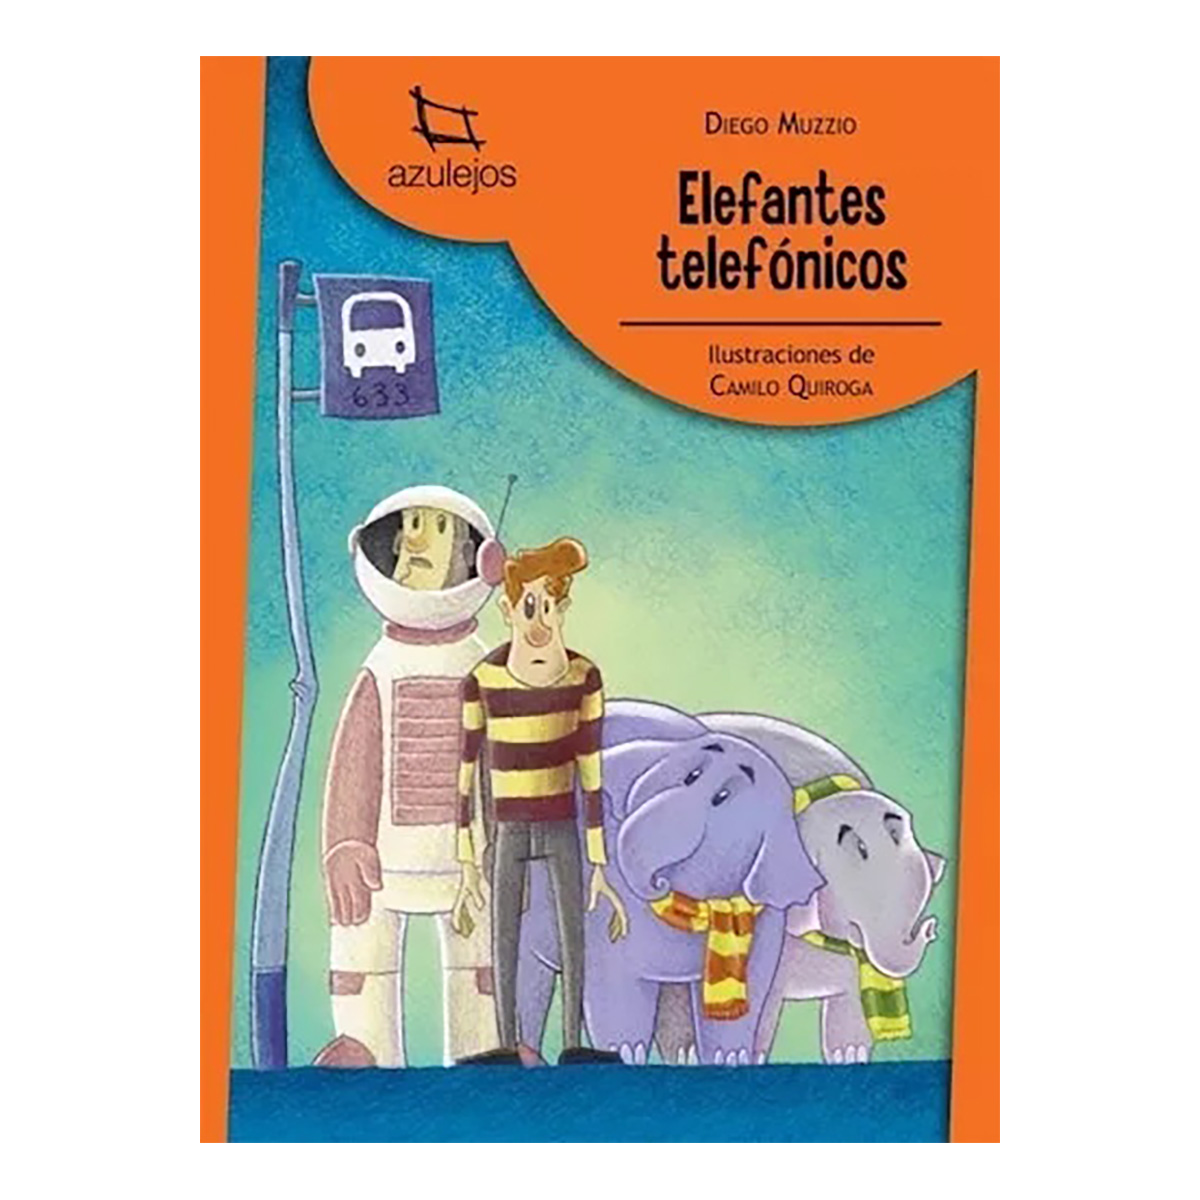 azulejos
DIEGO MUZZIO
Elefantes
telefónicos
Ilustraciones de
CAMILO QUIROGA
633